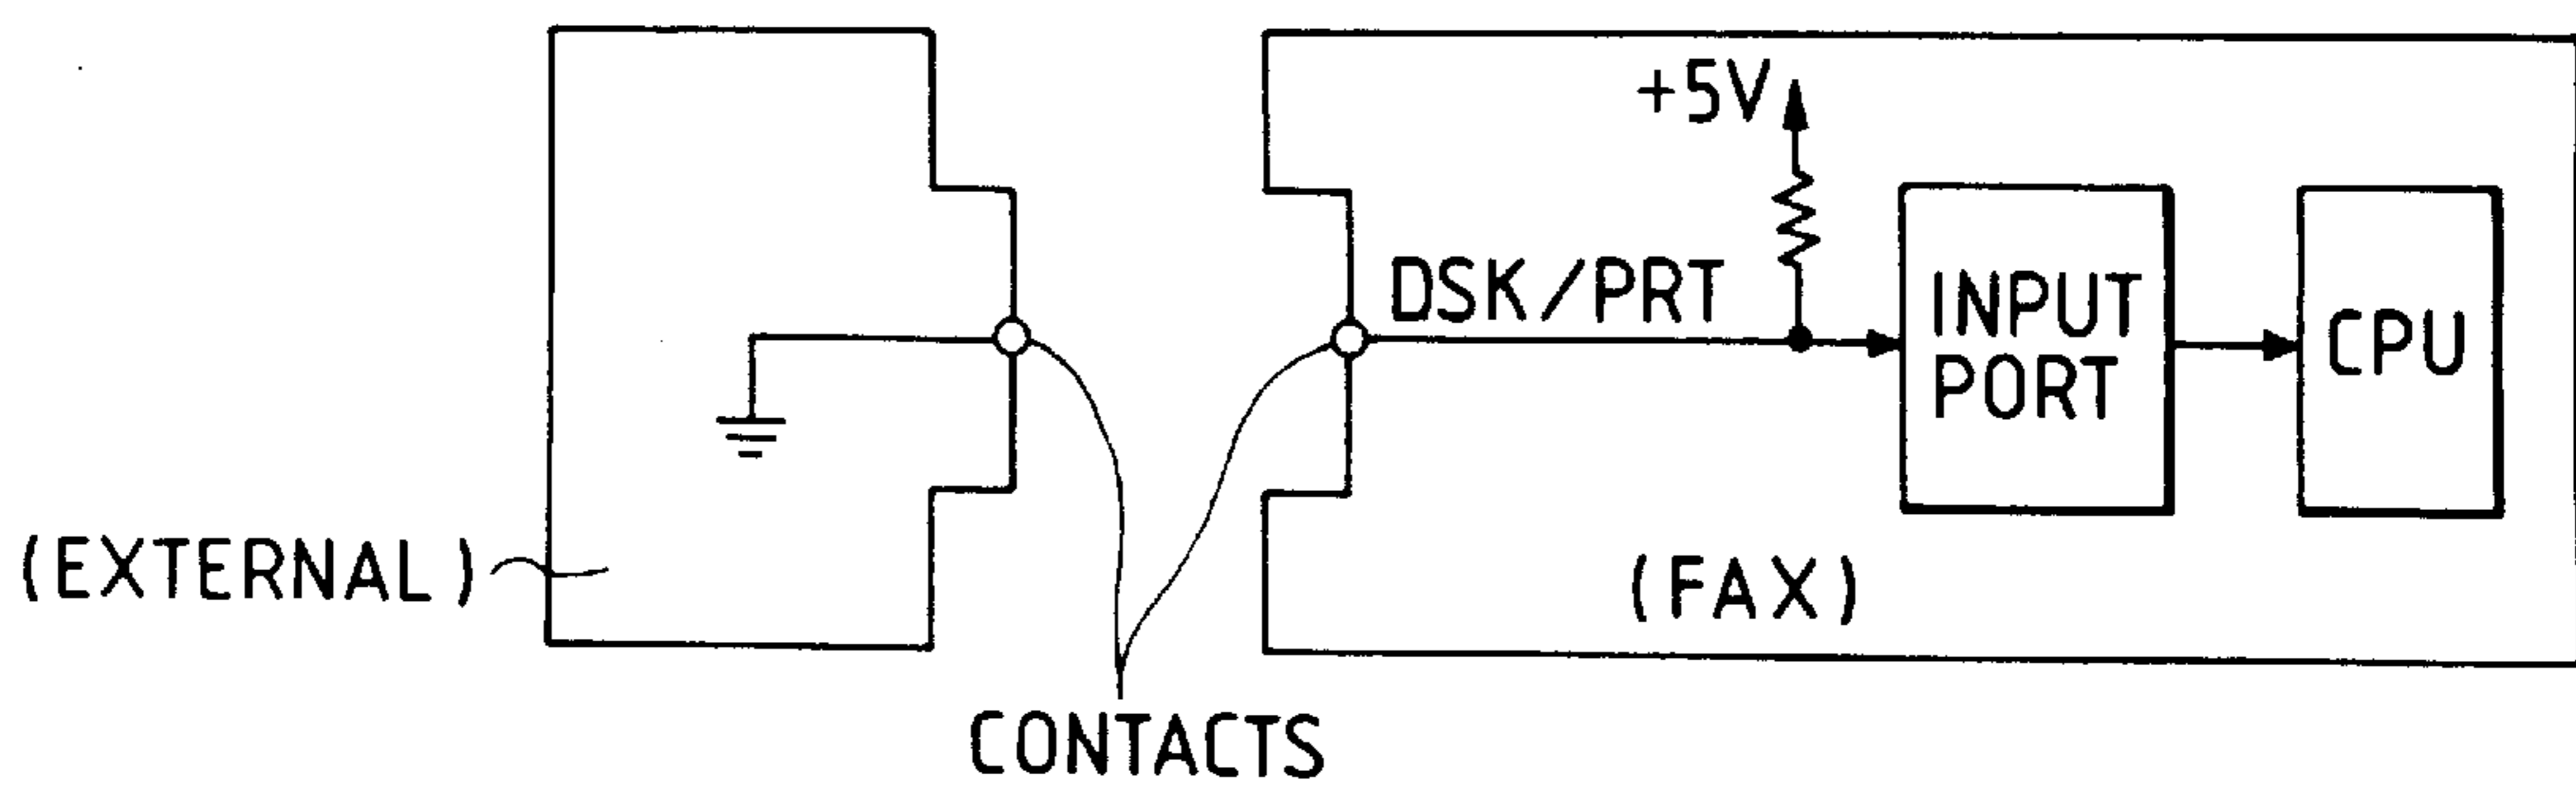 +5V
DSK/PRT
INPUT
PORT
CPU
(EXTERNAL)
(FAX)
CONTACTS